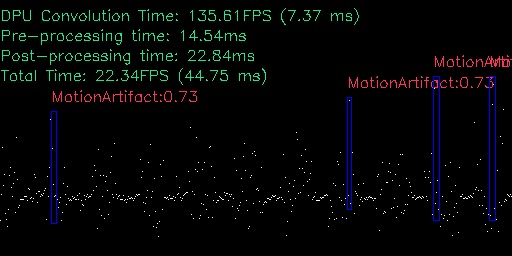 DPU Convolution Time: 135.61FPS (7.37 ms)
Pre-processing time: 14.54ms
Post-processing time: 22.84ms
Total Time: 22.34FPS (44.75 ms)
MotionArtifact:0.73
MotionArtifact:0.73